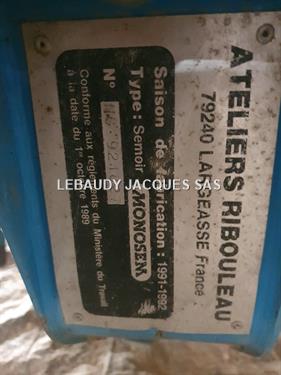 ATELIERS RIBOULEAU
79240 LARGEASSE France
Saison de fabrication : 1991-1992
Type : Semoir MONOSEM
N°
Conforme aux règlements du Ministère du Travail
à la date du 1er octobre 1989
LEBAUDY JACQUES SAS